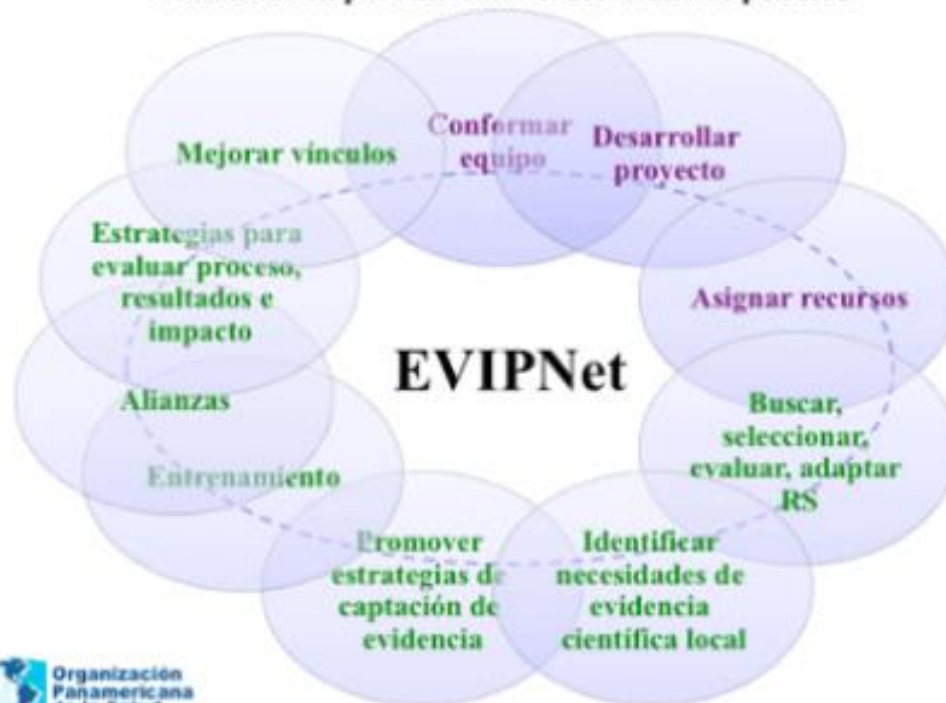 Conformar
equipo
Desarrollar
proyecto
Mejorar vínculos
Asignar recursos
Estrategias para
evaluar proceso,
resultados e
impacto
EVIPNet
Alianzas
Buscar,
seleccionar,
evaluar, adaptar
RS
Entrenamiento
Promover
estrategias de
captación de
evidencia
Identificar
necesidades de
evidencia
científica local
Organización
Panamericana